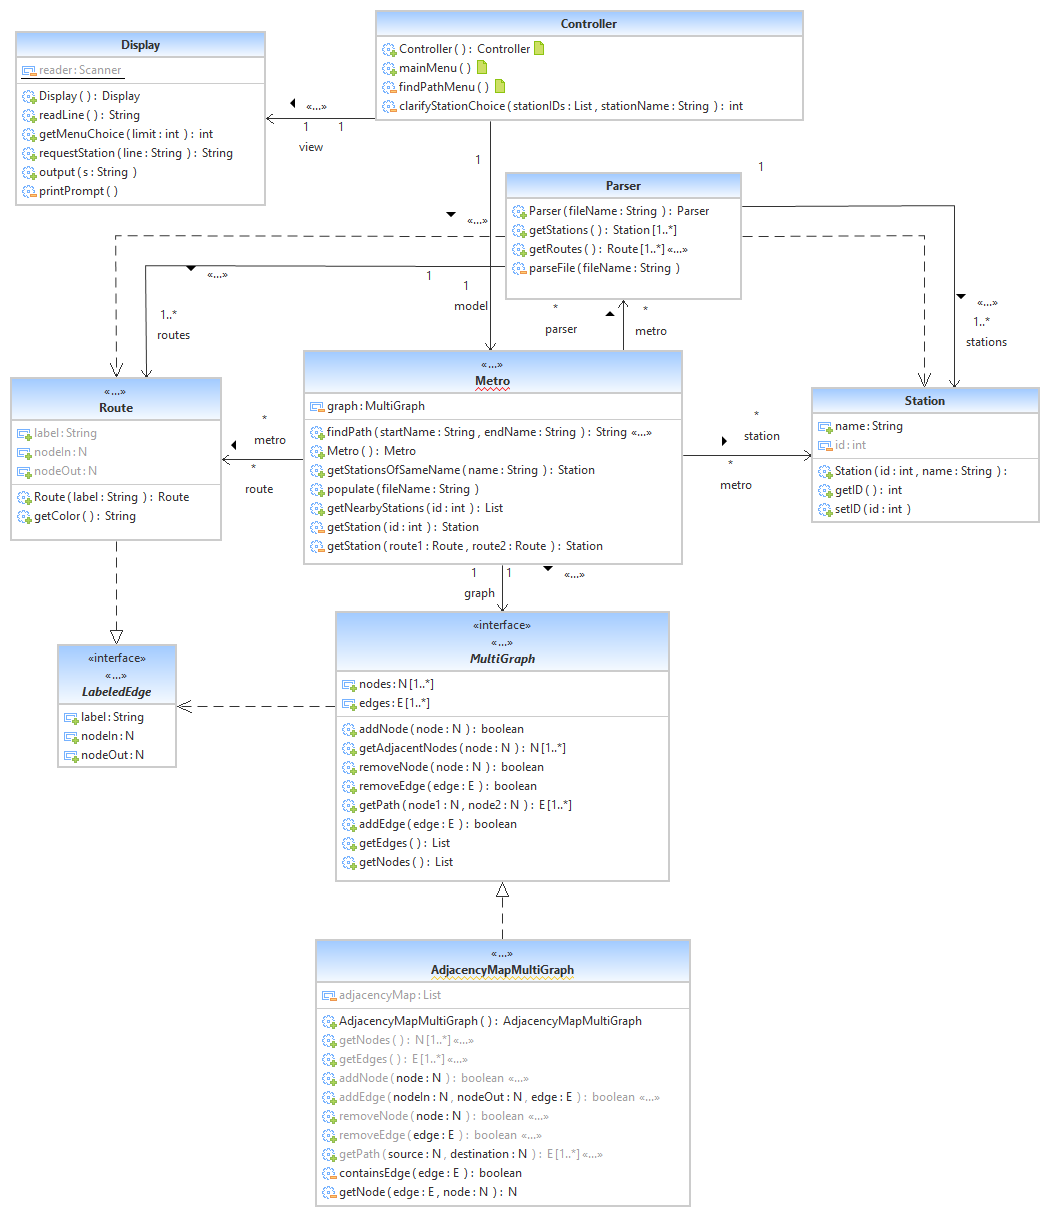 Controller
Controller ( ) : Controller
mainMenu ( )
findPathMenu ( )
clarifyStationChoice ( stationIDs : List , stationName : String ) : int
Display
reader : Scanner
Display ( ) : Display
readLine ( ) : String
getMenuChoice ( limit : int ) : int
requestStation ( line : String ) : String
output ( s : String )
printPrompt ( )
«...»
1
1
view
1
1
model
Parser
Parser ( fileName : String ) : Parser
getStations ( ) : Station [1..*]
getRoutes ( ) : Route [1..*] «...»
parseFile ( fileName : String )
1
«...»
«...»
1
1..*
routes
«...»
1..*
stations
*
parser
*
metro
«...»
Route
label : String
nodeIn : N
nodeOut : N
Route ( label : String ) : Route
getColor ( ) : String
*
metro
*
route
«...»
Metro
graph : MultiGraph
findPath ( startName : String , endName : String ) : String «...»
Metro ( ) : Metro
getStationsOfSameName ( name : String ) : Station
populate ( fileName : String )
getNearbyStations ( id : int ) : List
getStation ( id : int ) : Station
getStation ( route1 : Route , route2 : Route ) : Station
*
station
*
metro
Station
name : String
id : int
Station ( id : int , name : String ) :
getID ( ) : int
setID ( id : int )
1
1
«...»
graph
«interface»
«...»
LabeledEdge
label : String
nodeIn : N
nodeOut : N
«interface»
«...»
MultiGraph
nodes : N [1..*]
edges : E [1..*]
addNode ( node : N ) : boolean
getAdjacentNodes ( node : N ) : N [1..*]
removeNode ( node : N ) : boolean
removeEdge ( edge : E ) : boolean
getPath ( node1 : N , node2 : N ) : E [1..*]
addEdge ( edge : E ) : boolean
getEdges ( ) : List
getNodes ( ) : List
«...»
AdjacencyMapMultiGraph
adjacencyMap : List
AdjacencyMapMultiGraph ( ) : AdjacencyMapMultiGraph
getNodes ( ) : N [1..*] «...»
getEdges ( ) : E [1..*] «...»
addNode ( node : N ) : boolean «...»
addEdge ( nodeIn : N , nodeOut : N , edge : E ) : boolean «...»
removeNode ( node : N ) : boolean «...»
removeEdge ( edge : E ) : boolean «...»
getPath ( source : N , destination : N ) : E [1..*] «...»
containsEdge ( edge : E ) : boolean
getNode ( edge : E , node : N ) : N